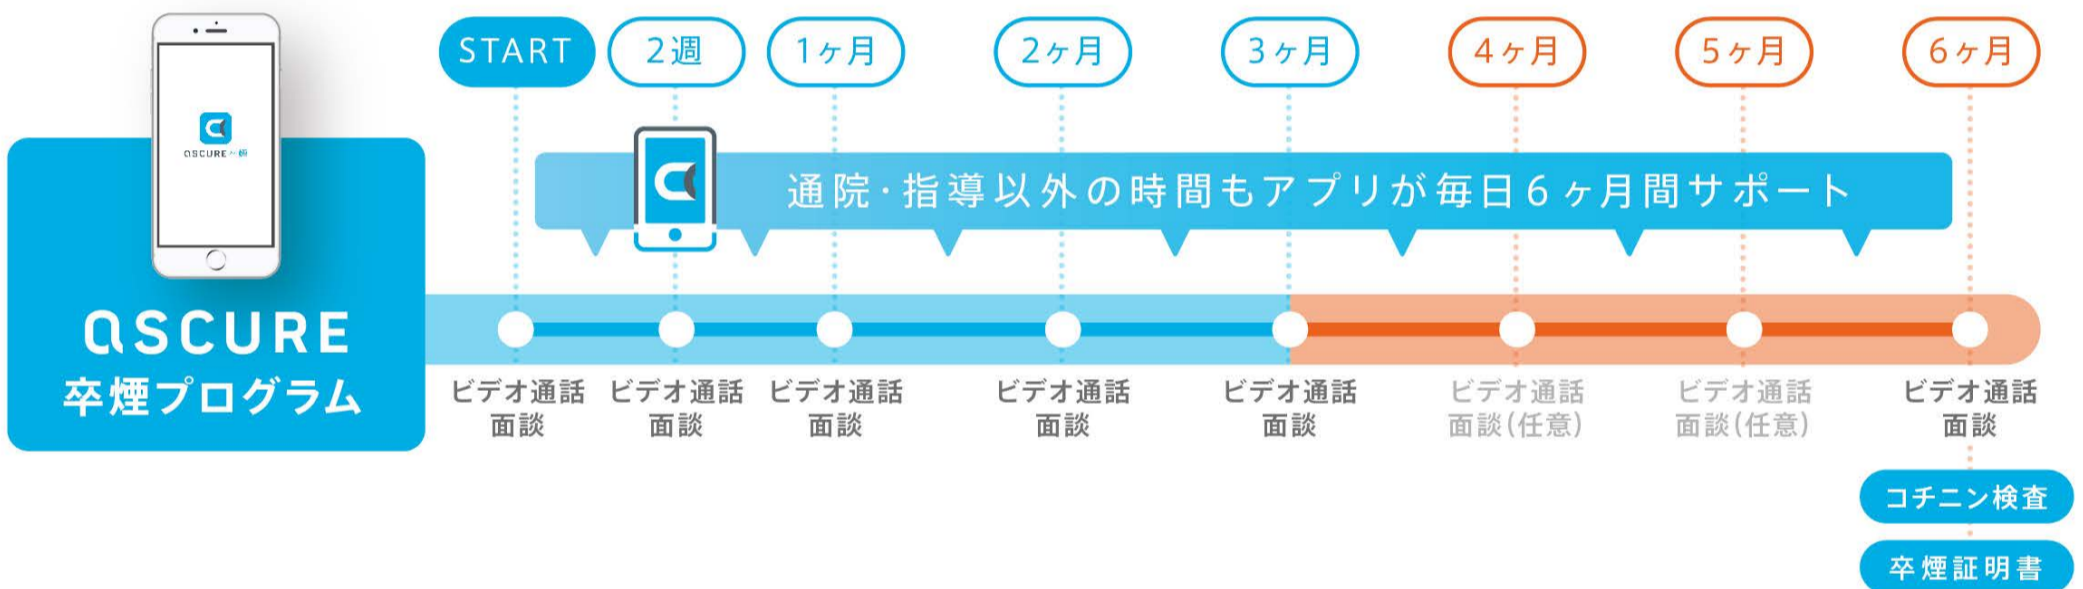 START
2週
1ヶ月
2ヶ月
3ヶ月
4ヶ月
5ヶ月
6ヶ月
ascure
通院・指導以外の時間もアプリが毎日6ヶ月間サポート
ascure
卒煙プログラム
ビデオ通話
面談
ビデオ通話
面談
ビデオ通話
面談
ビデオ通話
面談
ビデオ通話
面談
ビデオ通話
面談(任意)
ビデオ通話
面談(任意)
ビデオ通話
面談
コチニン検査
卒煙証明書